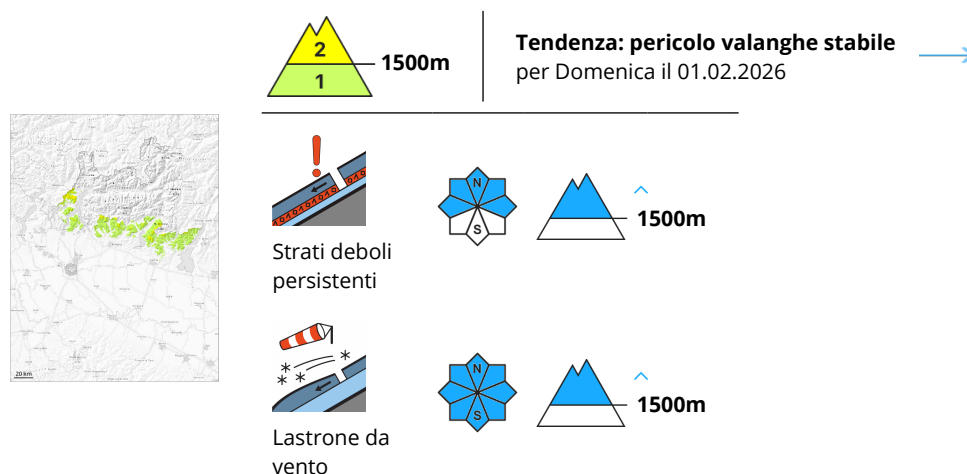 2
1
1500m
Tendenza: pericolo valanghe stabile
per Domenica il 01.02.2026
N
S
1500m
Strati deboli
persistenti
N
S
1500m
Lastrone da
vento
20 km